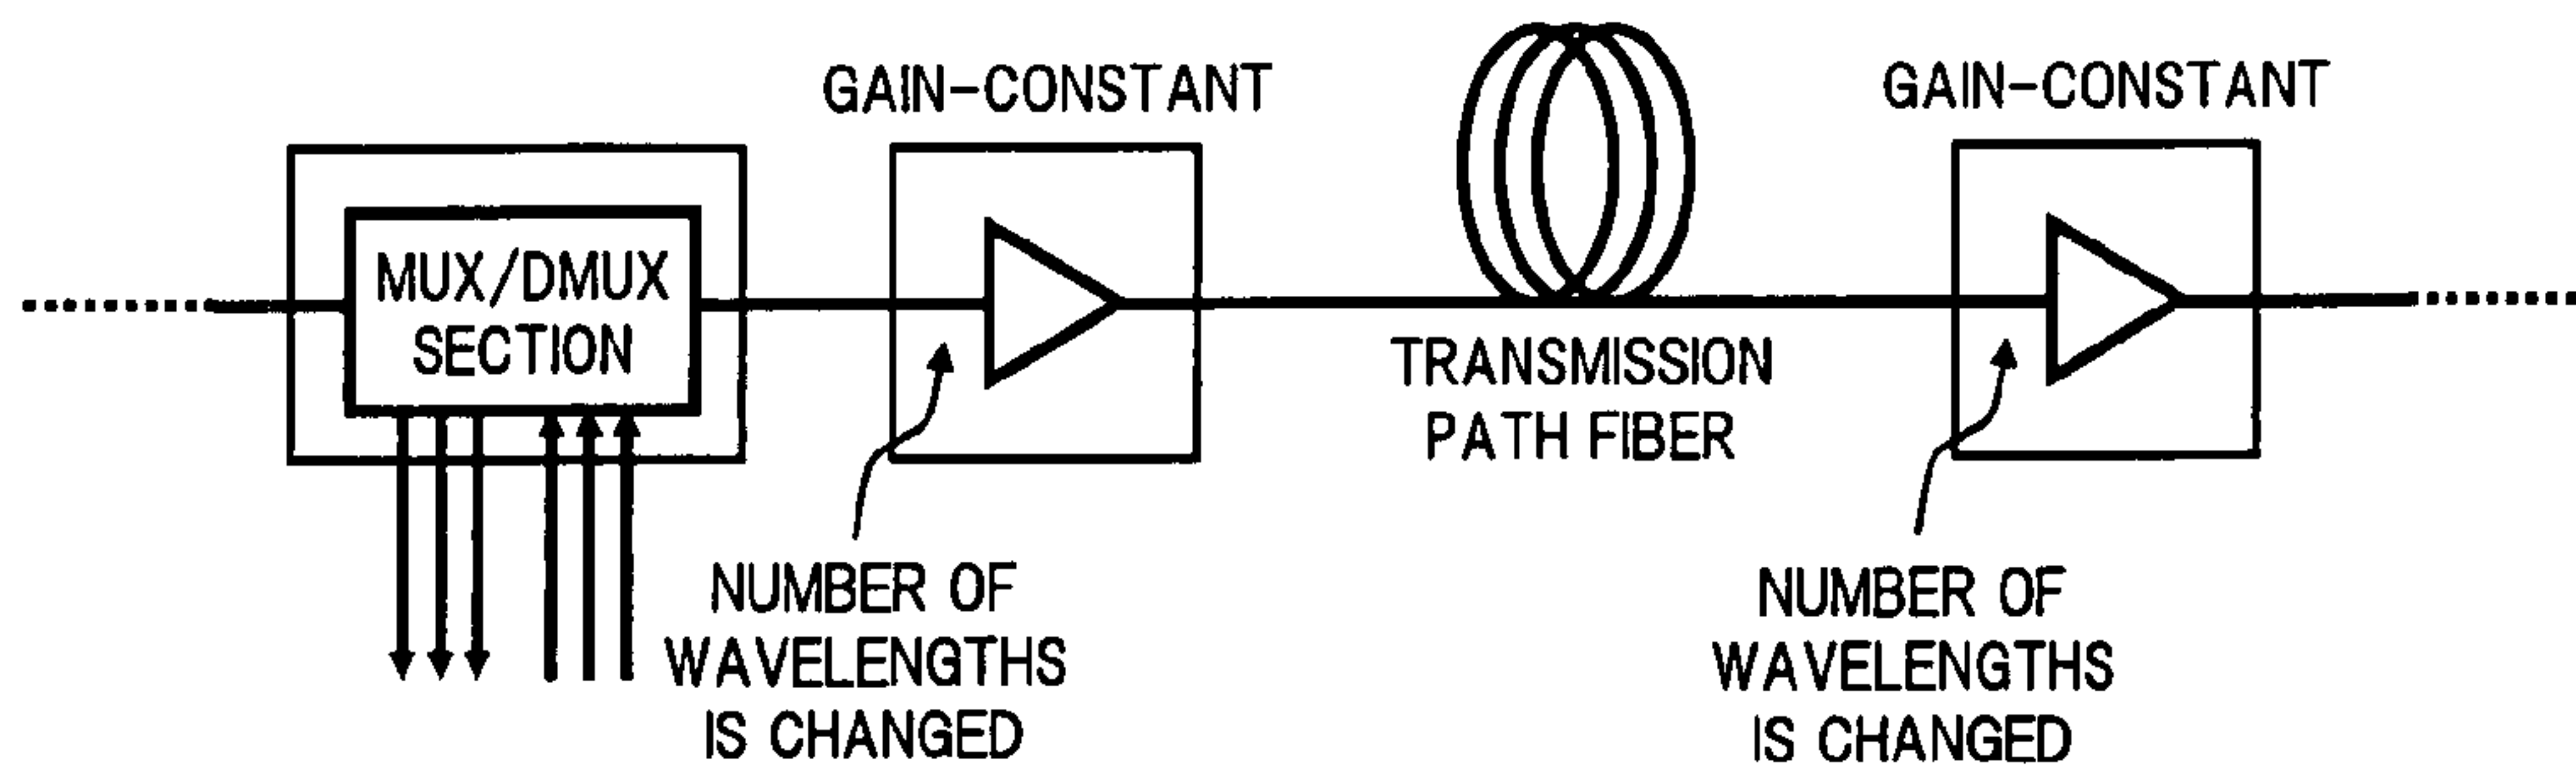 GAIN-CONSTANT
GAIN-CONSTANT
MUX/DMUX
SECTION
TRANSMISSION
PATH FIBER
NUMBER OF
WAVELENGTHS
IS CHANGED
NUMBER OF
WAVELENGTHS
IS CHANGED